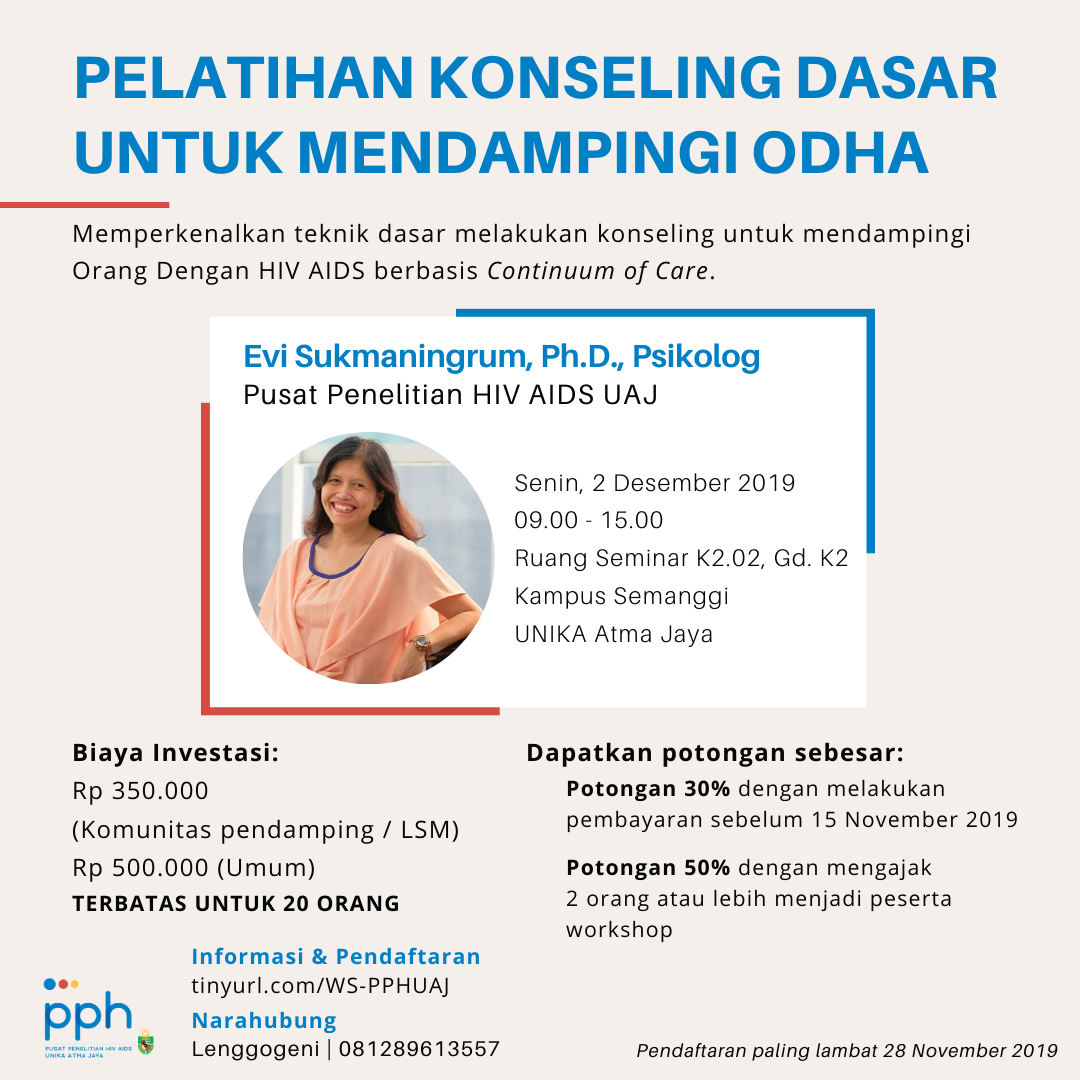 PELATIHAN KONSELING DASAR
UNTUK MENDAMPINGI ODHA
Memperkenalkan teknik dasar melakukan konseling untuk mendampingi
Orang Dengan HIV AIDS berbasis Continuum of Care.
Evi Sukmaningrum, Ph.D., Psikolog
Pusat Penelitian HIV AIDS UAJ
Senin, 2 Desember 2019
09.00 - 15.00
Ruang Seminar K2.02, Gd. K2
Kampus Semanggi
UNIKA Atma Jaya
Biaya Investasi:
Rp 350.000
(Komunitas pendamping / LSM)
Rp 500.000 (Umum)
TERBATAS UNTUK 20 ORANG
Dapatkan potongan sebesar:
Potongan 30% dengan melakukan
pembayaran sebelum 15 November 2019
Potongan 50% dengan mengajak
2 orang atau lebih menjadi peserta
workshop
Informasi & Pendaftaran
tinyurl.com/WS-PPHUAJ
Narahubung
Lenggogeni | 081289613557
pph
PUSAT PENELITIAN HIV AIDS
UNIKA ATMA JAYA
Pendaftaran paling lambat 28 November 2019